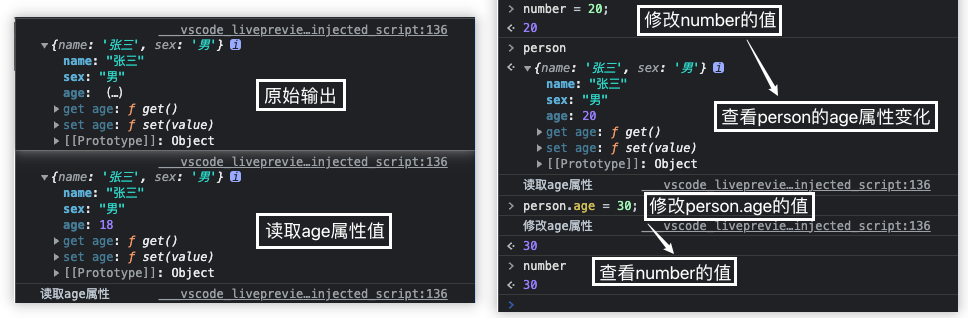 ___vscode_liveprevie…injected_script:136
▼{name: '张三', sex: '男'} i
name: "张三"
sex: "男"
age: (…)
▶ get age: ƒ get()
▶ set age: ƒ set(value)
▶ [[Prototype]]: Object
原始输出
___vscode_liveprevie…injected_script:136
▼{name: '张三', sex: '男'} i
name: "张三"
sex: "男"
age: 18
▶ get age: ƒ get()
▶ set age: ƒ set(value)
▶ [[Prototype]]: Object
读取age属性值
读取age属性 ___vscode_liveprevie…injected_script:136
> number = 20;
修改number的值
20
> person
▼{name: '张三', sex: '男'} i
name: "张三"
sex: "男"
age: 20
▶ get age: ƒ get()
▶ set age: ƒ set(value)
▶ [[Prototype]]: Object
查看person的age属性变化
读取age属性 ___vscode_liveprevie…injected_script:136
> person.age = 30;
修改person.age的值
修改age属性 ___vscode_liveprevie…injected_script:136
30
> number
查看number的值
30
>